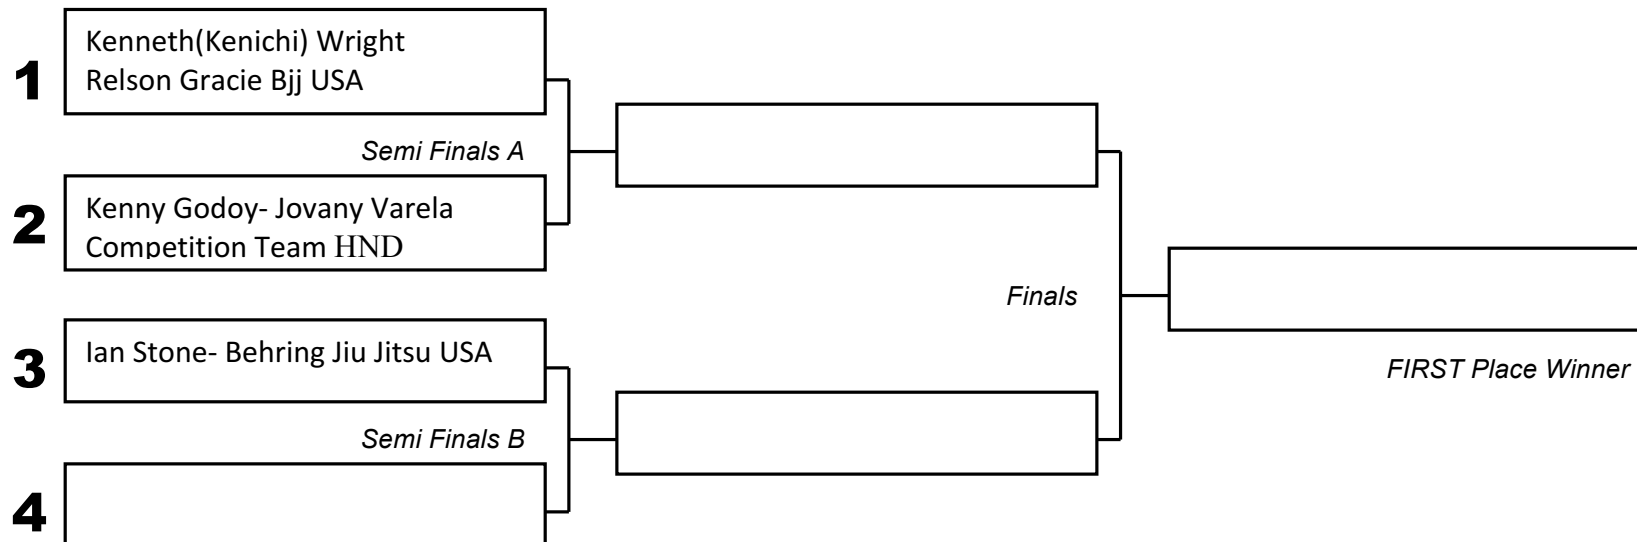 1
Kenneth(Kenichi) Wright
Relson Gracie Bjj USA
Semi Finals A
2
Kenny Godoy- Jovany Varela
Competition Team HND
Finals
3
Ian Stone- Behring Jiu Jitsu USA
FIRST Place Winner
Semi Finals B
4